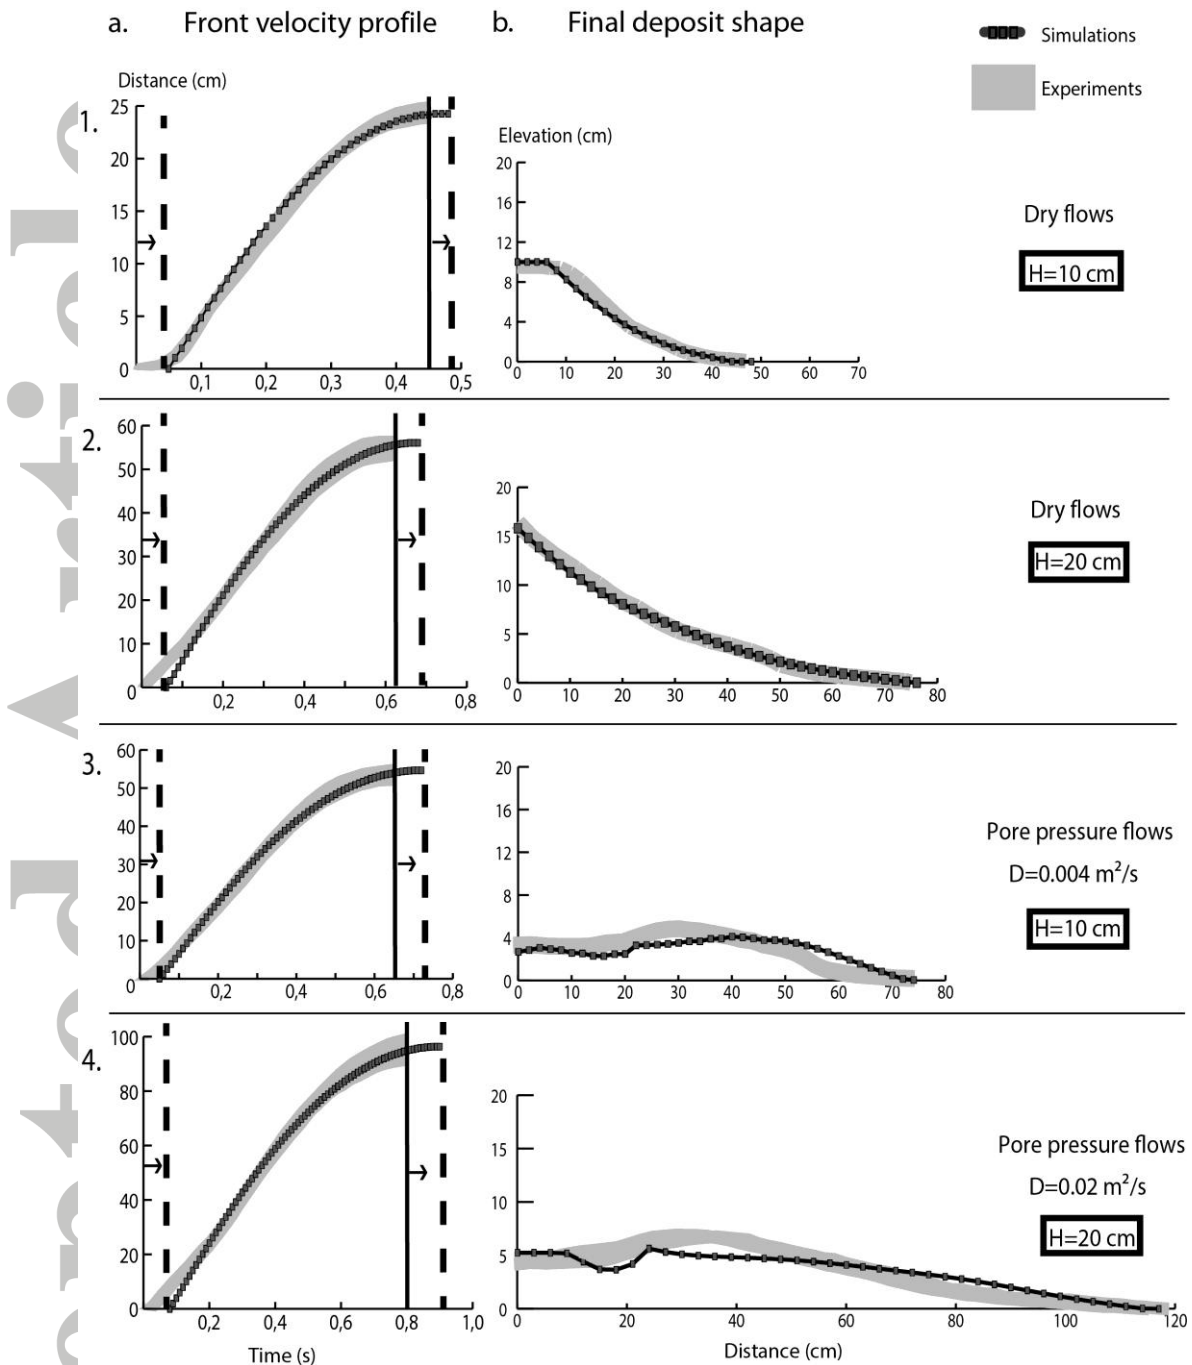 a. Front velocity profile b. Final deposit shape
Simulations
Experiments
Distance (cm)
1.
25
20
15
10
5
0
0,1 0,2 0,3 0,4 0,5
Elevation (cm)
20
16
12
8
4
0
0 10 20 30 40 50 60 70
Dry flows
H=10 cm
2.
60
50
40
30
20
10
0
0,2 0,4 0,6 0,8
20
15
10
5
0
0 10 20 30 40 50 60 70 80
Dry flows
H=20 cm
3.
60
50
40
30
20
10
0
0,2 0,4 0,6 0,8
20
16
12
8
4
0
0 10 20 30 40 50 60 70 80
Pore pressure flows
D=0.004 m²/s
H=10 cm
4.
100
80
60
40
20
0
0,2 0,4 0,6 0,8 1,0
Time (s)
20
15
10
5
0
0 20 40 60 80 100 120
Distance (cm)
Pore pressure flows
D=0.02 m²/s
H=20 cm